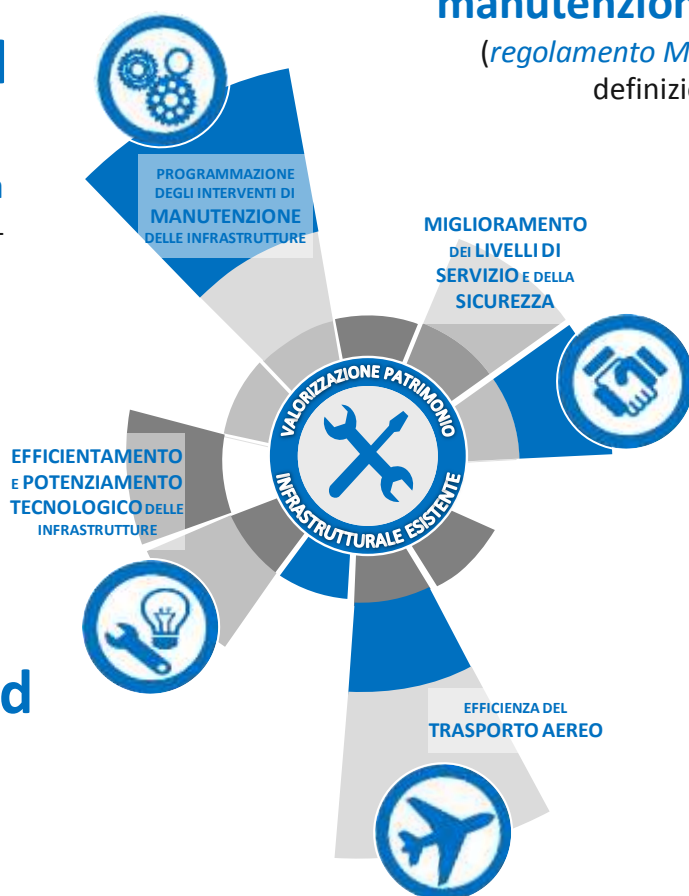 manutenzion
(regolamento M
definizio
d
PROGRAMMAZIONE
DEGLI INTERVENTI DI
MANUTENZIONE
DELLE INFRASTRUTTURE
MIGLIORAMENTO
DEI LIVELLI DI
SERVIZIO E DELLA
SICUREZZA
VALORIZZAZIONE PATRIMONIO
INFRASTRUTTURALE ESISTENTE
EFFICIENTAMENTO
E POTENZIAMENTO
TECNOLOGICO DELLE
INFRASTRUTTURE
EFFICIENZA DEL
TRASPORTO AEREO